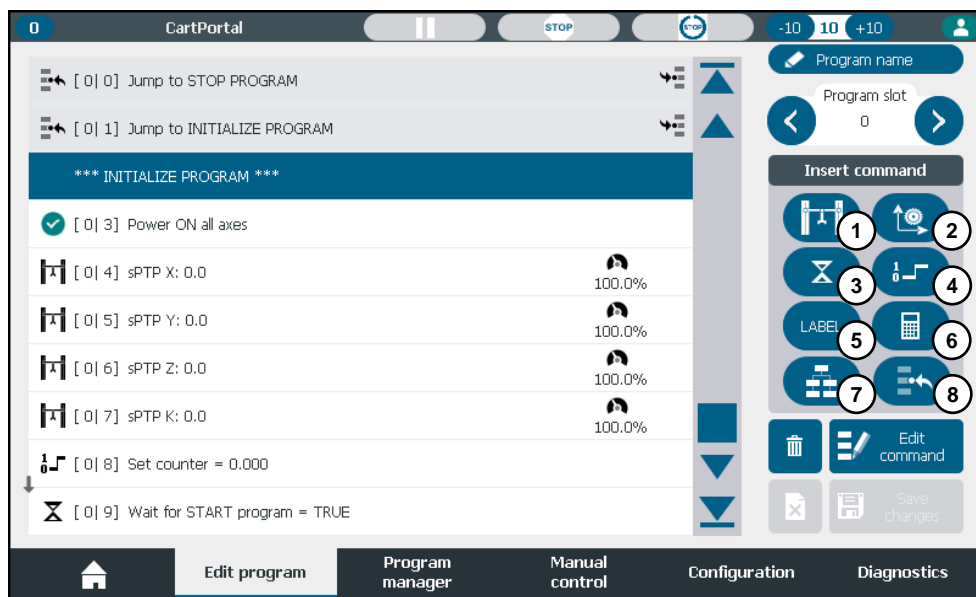 0 CartPortal STOP STOP -10 10 +10
Program name
[ 0| 0] Jump to STOP PROGRAM
Program slot
0
[ 0| 1] Jump to INITIALIZE PROGRAM
*** INITIALIZE PROGRAM ***
Insert command
[ 0| 3] Power ON all axes
1 2
[ 0| 4] sPTP X: 0.0
100.0%
1 0
3 4
[ 0| 5] sPTP Y: 0.0
100.0%
LABEL
5 6
[ 0| 6] sPTP Z: 0.0
100.0%
7 8
[ 0| 7] sPTP K: 0.0
100.0%
Edit
command
1 0 [ 0| 8] Set counter = 0.000
[ 0| 9] Wait for START program = TRUE
Save
changes
Edit program
Program
manager
Manual
control
Configuration
Diagnostics